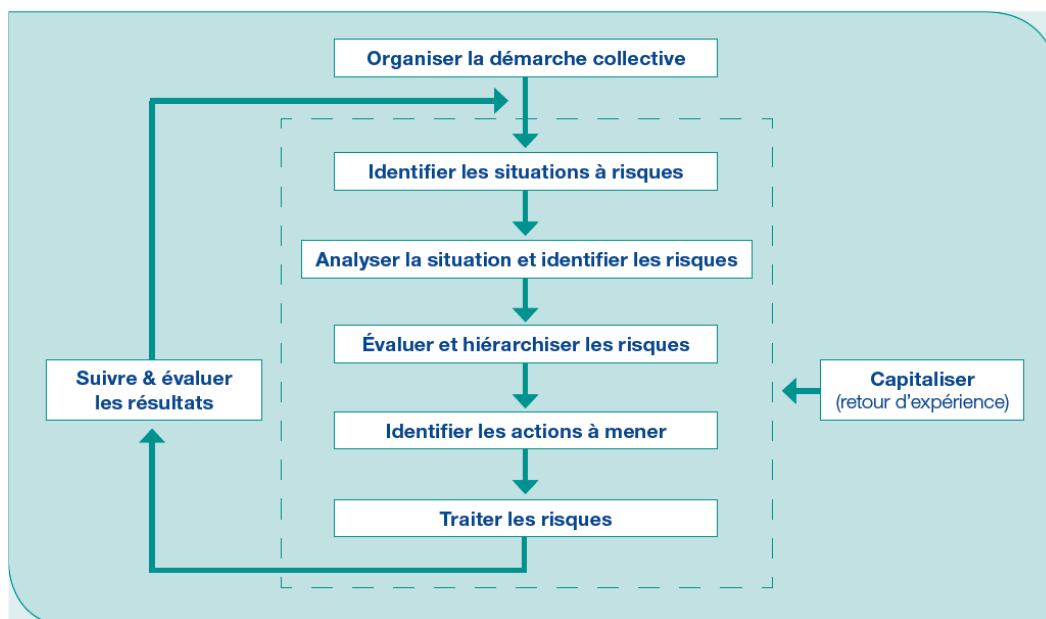 Organiser la démarche collective
Identifier les situations à risques
Analyser la situation et identifier les risques
Évaluer et hiérarchiser les risques
Suivre & évaluer
les résultats
Capitaliser
(retour d’expérience)
Identifier les actions à mener
Traiter les risques